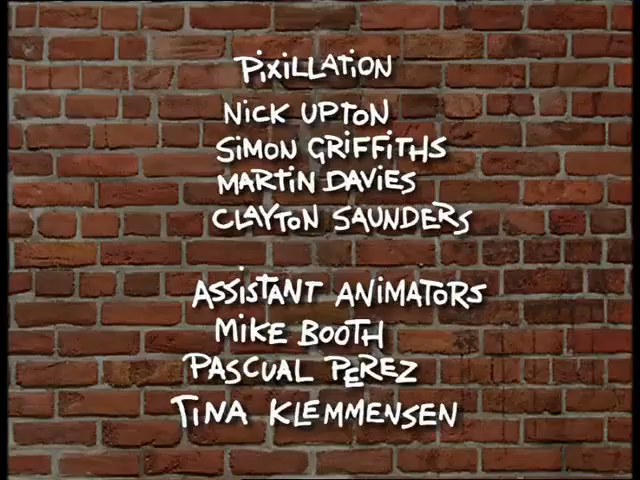 PiXiLLATiON
NiCK UPTON
SiMON GRiFFiTHS
MARTiN DAViES
CLAYTON SAUNDERS
ASSiSTANT ANiMATORS
MiKE BOOTH
PASCUAL PEREZ
TiNA KLEMMENSEN